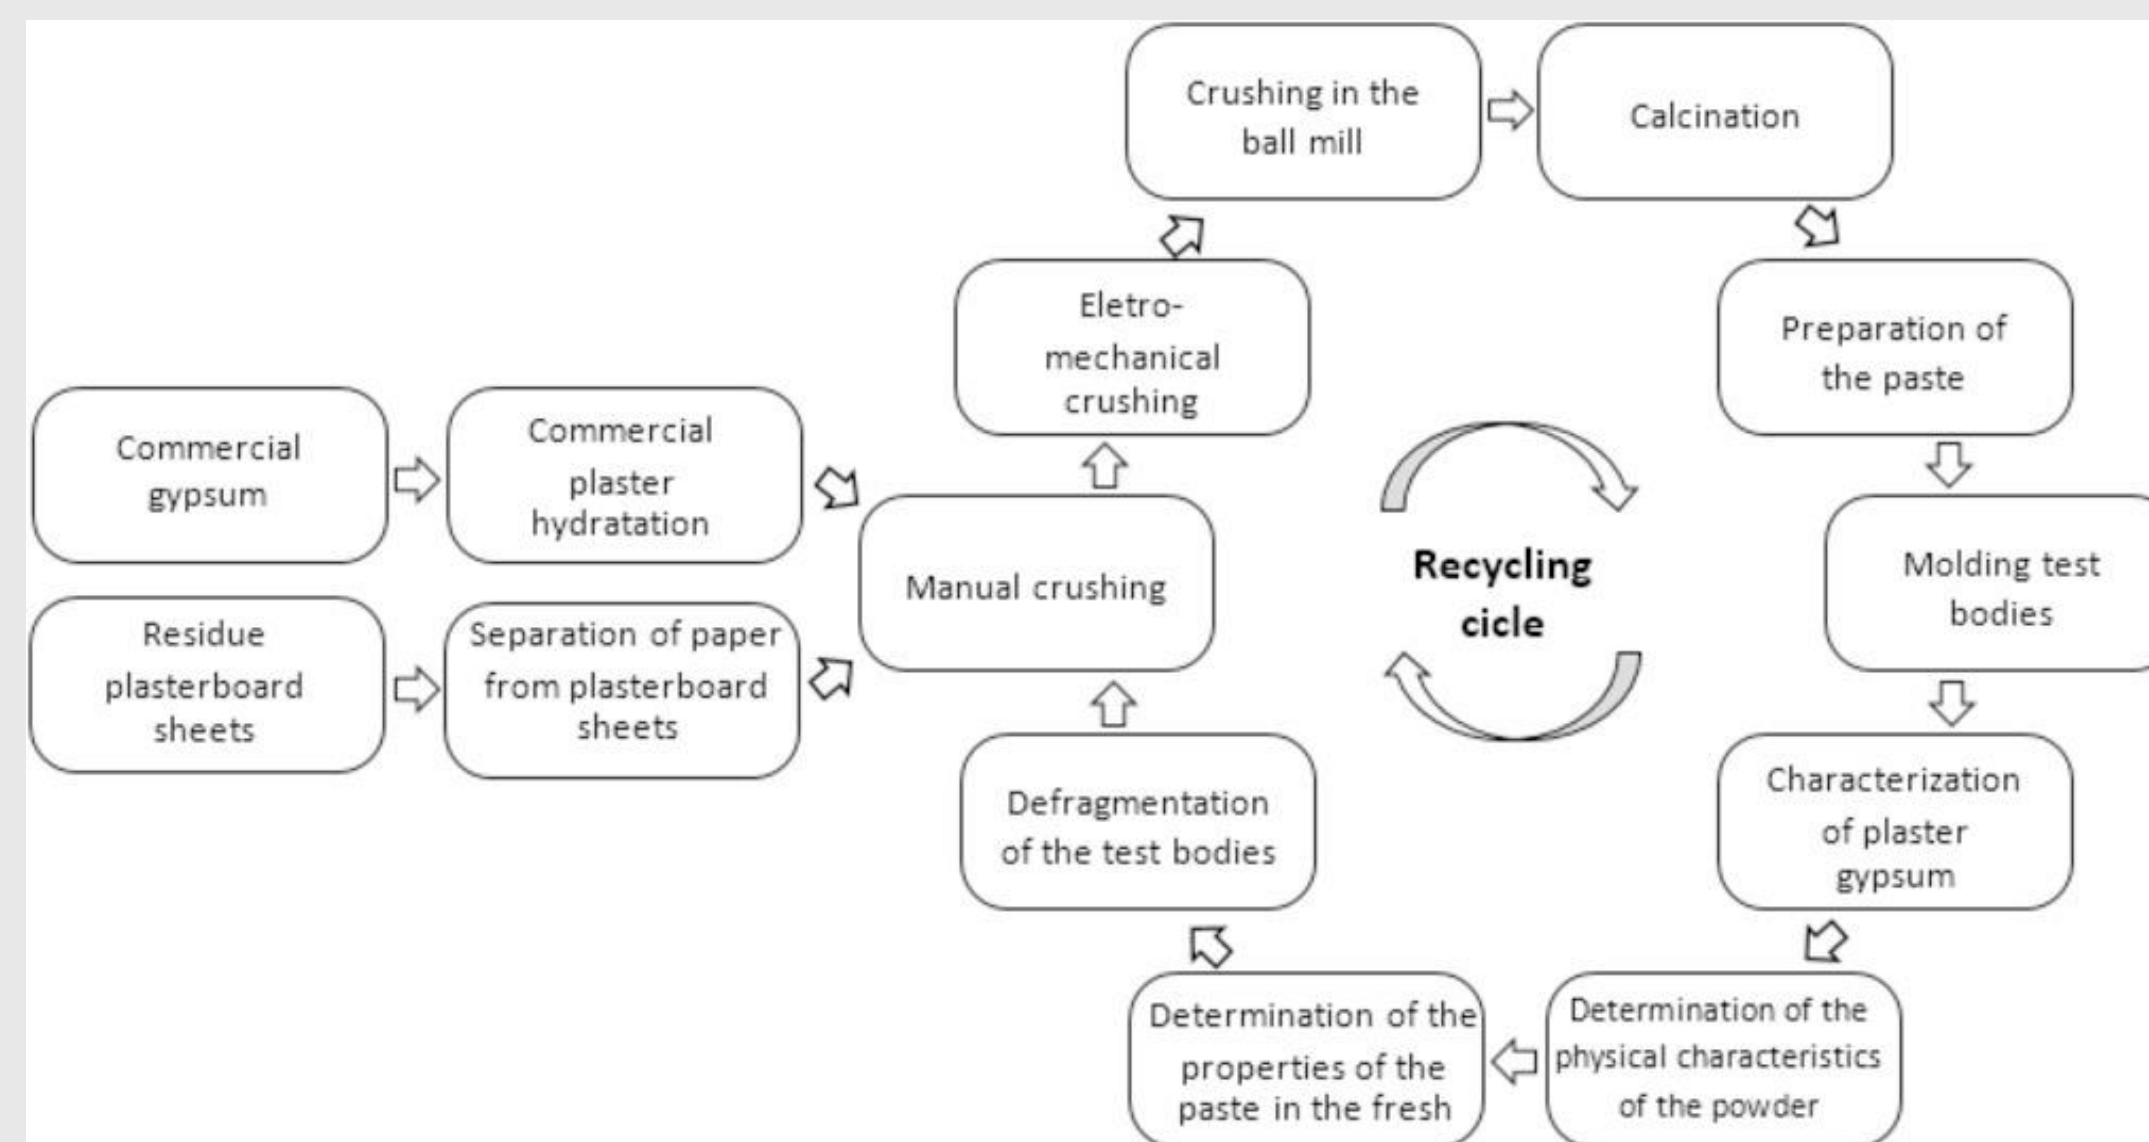 Commercial
gypsum
Commercial
plaster
hydratation
Residue
plasterboard
sheets
Separation of paper
from plasterboard
sheets
Manual crushing
Eletro-
mechanical
crushing
Crushing in the
ball mill
Calcination
Preparation of
the paste
Molding test
bodies
Characterization
of plaster
gypsum
Determination of the
physical characteristics
of the powder
Determination of the
properties of the
paste in the fresh
Defragmentation
of the test bodies
Recycling
cicle